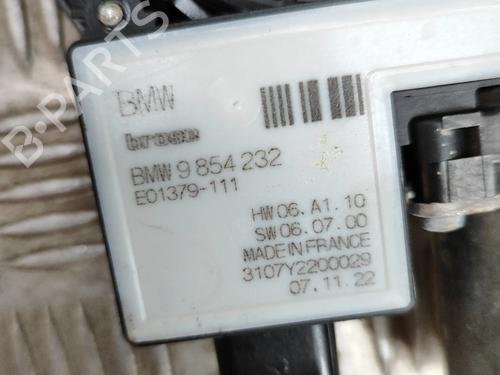 BMW
brose
BMW 9 854 232
E01379-111
HW 06.A1.10
SW 06.07.00
MADE IN FRANCE
3107Y2200029
07.11.22
B-PARTS